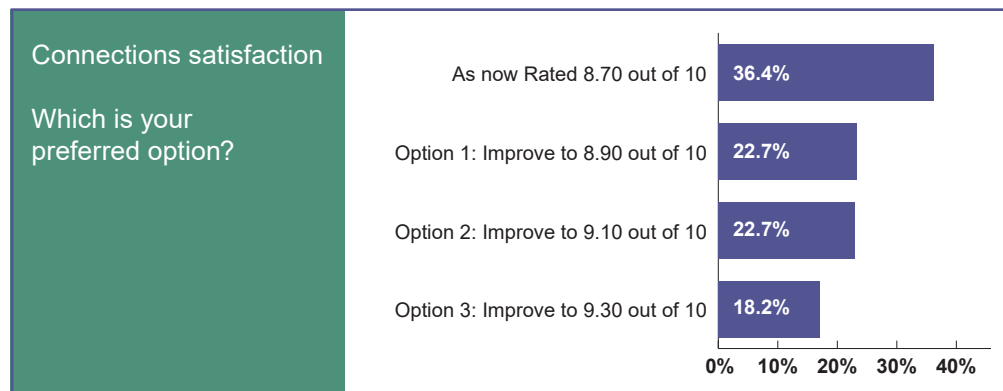 Connections satisfaction
Which is your
preferred option?
As now Rated 8.70 out of 10
36.4%
Option 1: Improve to 8.90 out of 10
22.7%
Option 2: Improve to 9.10 out of 10
22.7%
Option 3: Improve to 9.30 out of 10
18.2%
0% 10% 20% 30% 40%